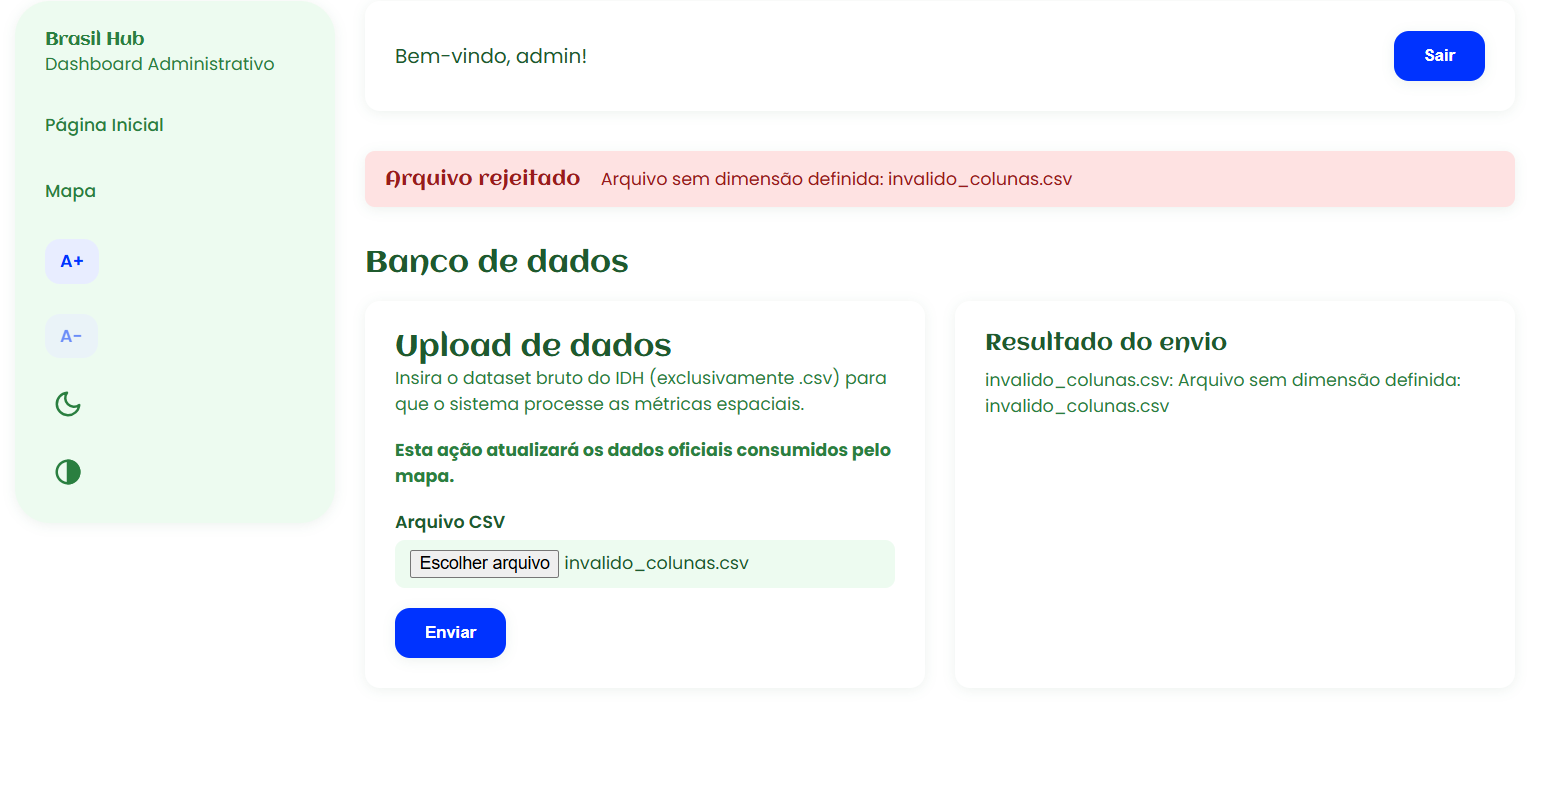 Brasil Hub
Dashboard Administrativo
Página Inicial
Mapa
A+
A-
Bem-vindo, admin!
Sair
Arquivo rejeitado Arquivo sem dimensão definida: invalido_colunas.csv
Banco de dados
Upload de dados
Insira o dataset bruto do IDH (exclusivamente .csv) para
que o sistema processe as métricas espaciais.
Esta ação atualizará os dados oficiais consumidos pelo
mapa.
Arquivo CSV
Escolher arquivo invalido_colunas.csv
Enviar
Resultado do envio
invalido_colunas.csv: Arquivo sem dimensão definida:
invalido_colunas.csv